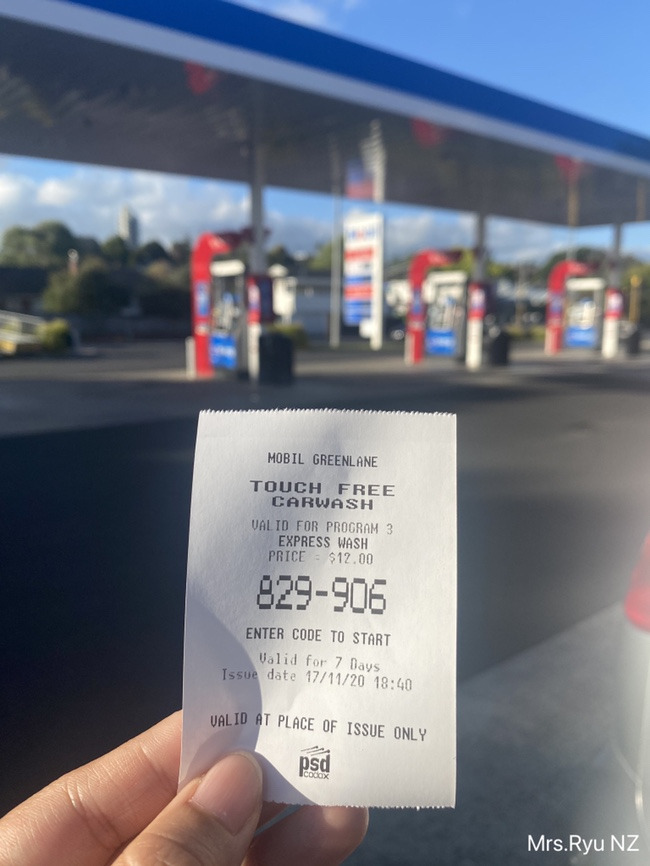 MOBIL GREENLANE
TOUCH FREE
CARWASH
VALID FOR PROGRAM 3
EXPRESS WASH
PRICE = $12.00
829-906
ENTER CODE TO START
Valid for 7 Days
Issue date 17/11/20 18:40
VALID AT PLACE OF ISSUE ONLY
psd
codax
Mrs.Ryu NZ